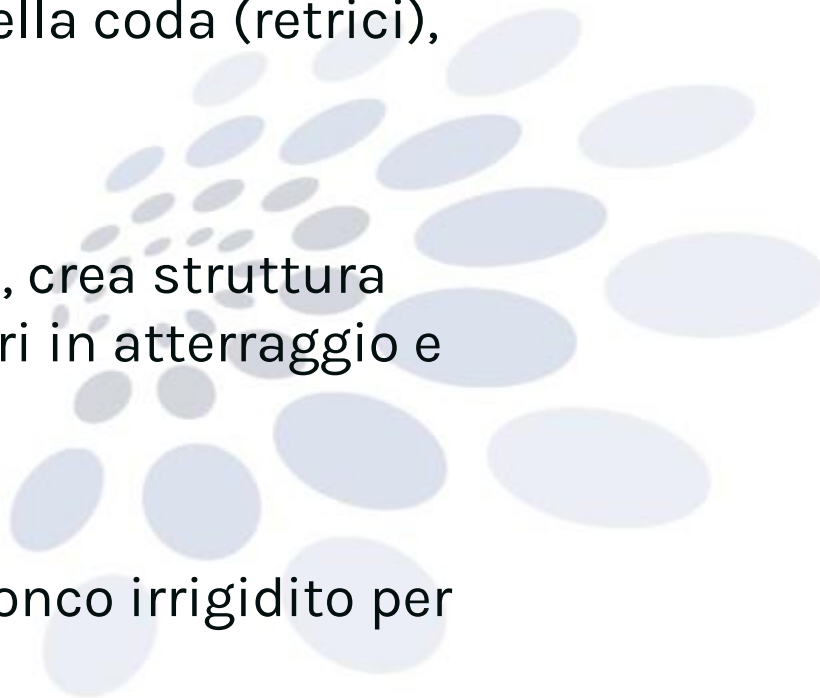 ella coda (retrici),
, crea struttura
ri in atterraggio e
onco irrigidito per